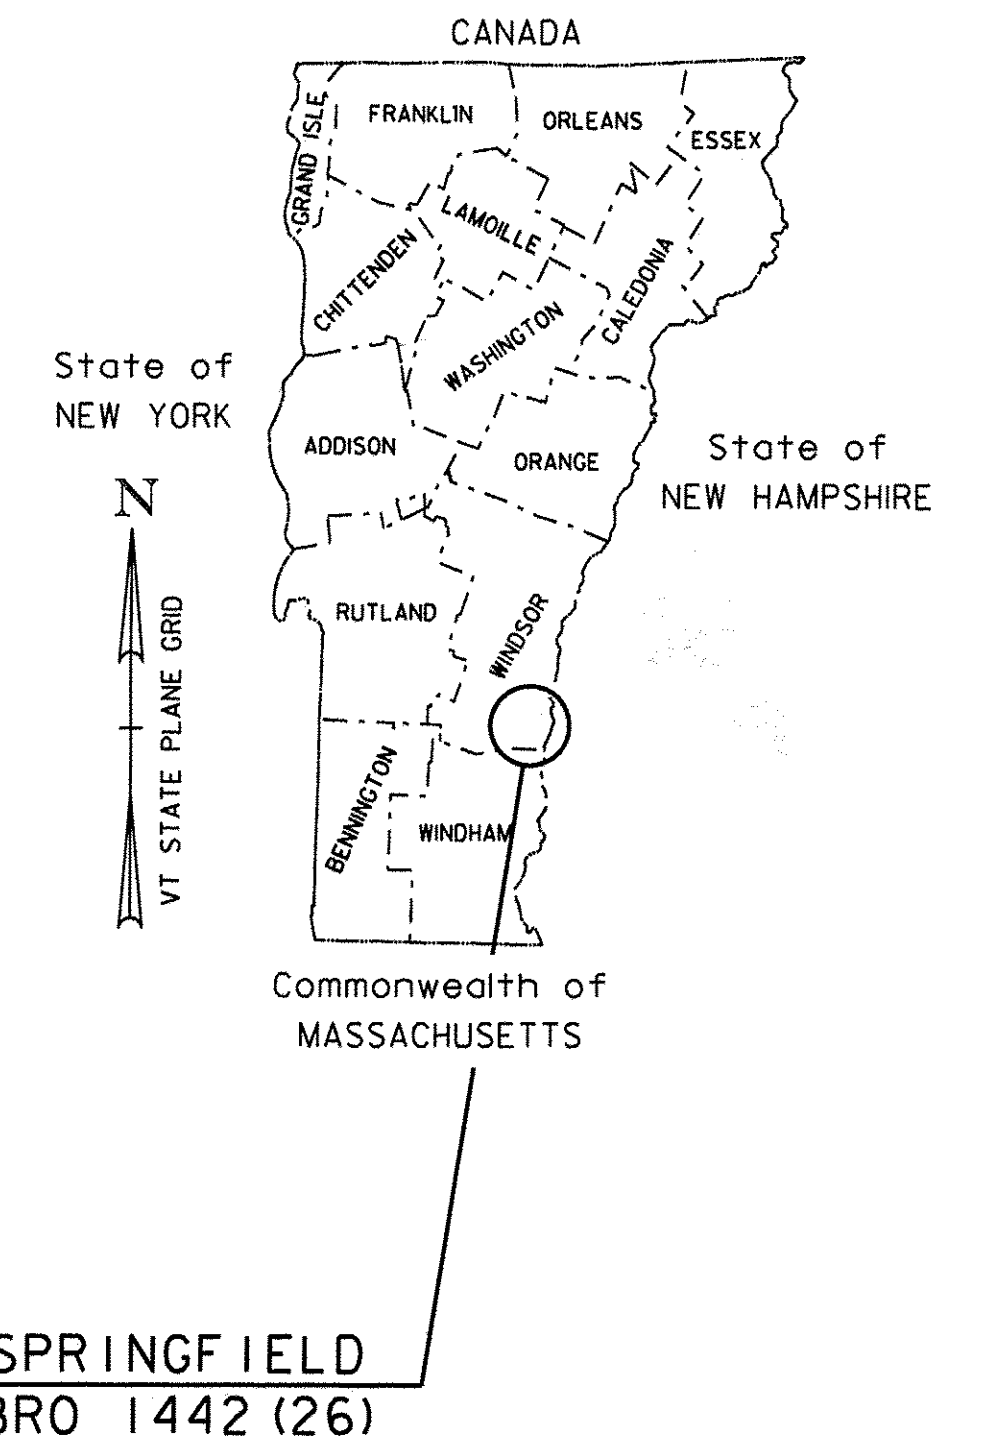 CANADA
FRANKLIN
ORLEANS
ESSEX
GRAND ISLE
LAMOILLE
CHITTENDEN
CALEDONIA
WASHINGTON
State of
NEW YORK
ADDISON
ORANGE
State of
NEW HAMPSHIRE
N
VT STATE PLANE GRID
RUTLAND
WINDSOR
BENNINGTON
WINDHAM
Commonwealth of
MASSACHUSETTS
SPRINGFIELD
BRO 1442 (26)